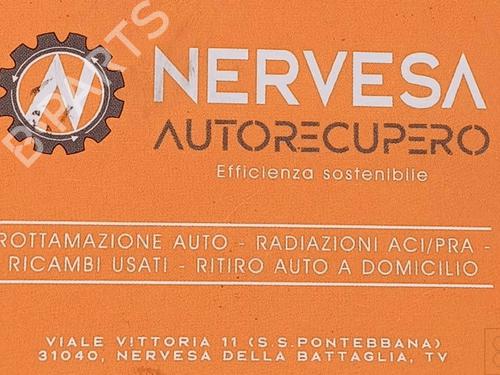 NERVESA
AUTORECUPERO
Efficienza sostenibile
ROTTAMAZIONE AUTO - RADIAZIONI ACI/PRA -
RICAMBI USATI - RITIRO AUTO A DOMICILIO
VIALE VITTORIA 11 (S.S.PONTEBBANA)
31040, NERVESA DELLA BATTAGLIA, TV
B-PARTS